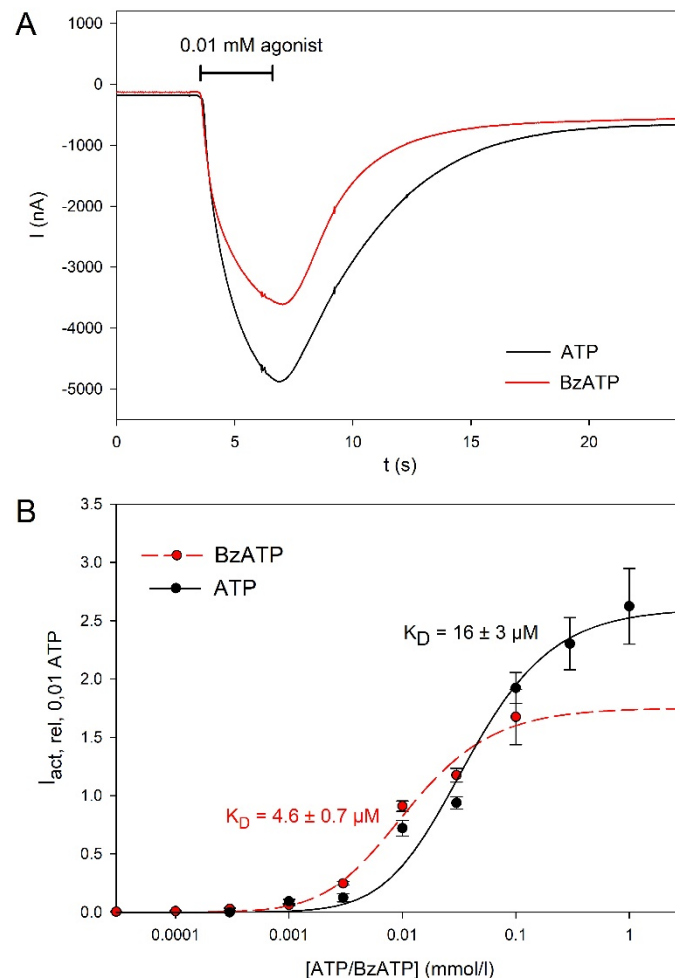 A
1000
0.01 mM agonist
0
-1000
-2000
-3000
-4000
-5000
I (nA)
ATP
BzATP
0 5 10 15 20
t (s)
B
3.5
3.0
2.5
2.0
1.5
1.0
0.5
0.0
I act, rel, 0,01 ATP
BzATP
ATP
K_D = 16 ± 3 µM
K_D = 4.6 ± 0.7 µM
0.0001 0.001 0.01 0.1 1
[ATP/BzATP] (mmol/l)